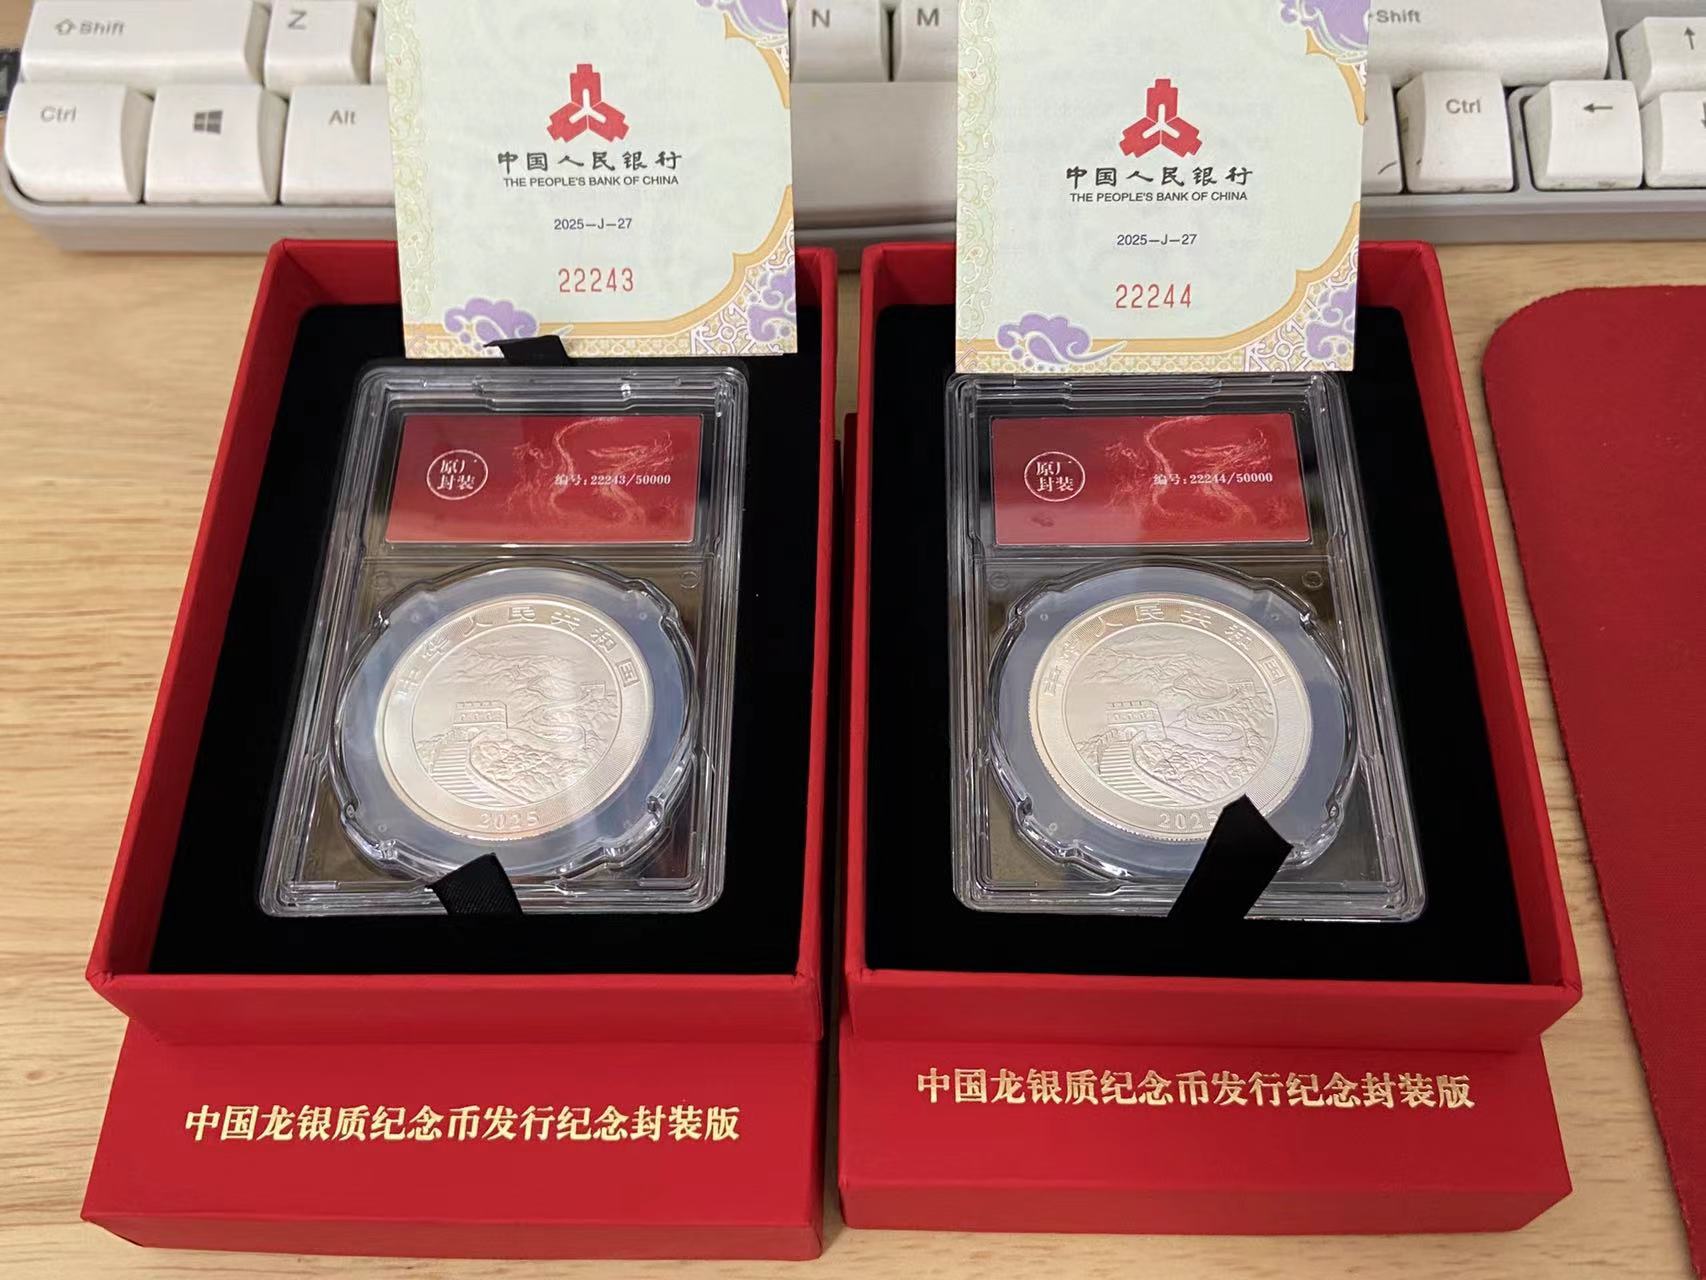 Shift
Z
N
M
Shift
↑
Ctrl
Alt
Ctrl
←
中国人民银行
THE PEOPLE'S BANK OF CHINA
2025-J-27
22243
中国人民银行
THE PEOPLE'S BANK OF CHINA
2025-J-27
22244
原厂
封装
编号:22243/50000
中华人民共和国
2025
原厂
封装
编号:22244/50000
中华人民共和国
2025
中国龙银质纪念币发行纪念封装版
中国龙银质纪念币发行纪念封装版